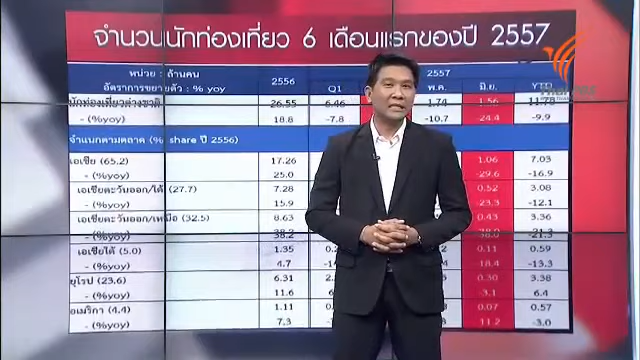 จำนวนนักท่องเที่ยว 6 เดือนแรกของปี 2557
หน่วย : ล้านคน 2556 2557
อัตราการขยายตัว : % yoy Q1 พ.ค. มิ.ย. YTD
นักท่องเที่ยวต่างชาติ 26.55 6.46 1.74 1.56 11.78
- (%yoy) 18.8 -7.8 -10.7 -24.4 -9.9
จำแนกตามตลาด (% share ปี 2556)
เอเชีย (65.2) 17.26 1.06 7.03
- (%yoy) 25.0 -29.6 -16.9
เอเชียตะวันออก/ใต้ (27.7) 7.28 0.52 3.08
- (%yoy) 15.9 -23.3 -12.1
เอเชียตะวันออก/เหนือ (32.5) 8.63 0.43 3.36
- (%yoy) 38.2 -38.0 -21.3
เอเชียใต้ (5.0) 1.35 0.11 0.59
- (%yoy) 4.7 -18.4 -13.3
ยุโรป (23.6) 6.31 0.30 3.38
- (%yoy) 11.6 -3.1 6.4
อเมริกา (4.4) 1.11 0.07 0.57
- (%yoy) 7.3 11.2 -3.0